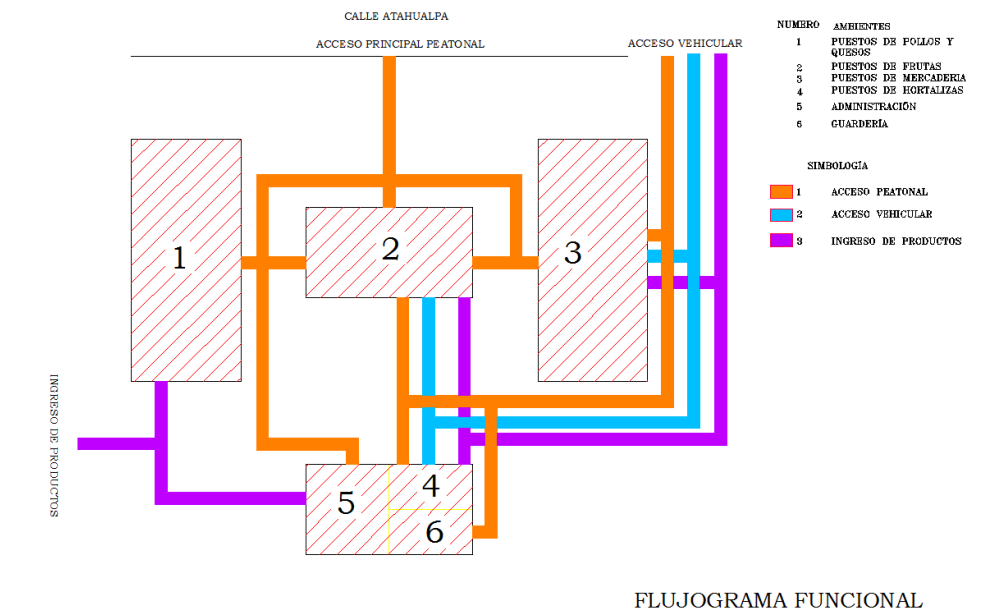 CALLE ATAHUALPA
ACCESO PRINCIPAL PEATONAL
ACCESO VEHICULAR
NUMERO AMBIENTES
1 PUESTOS DE POLLOS Y
QUESOS
2 PUESTOS DE FRUTAS
3 PUESTOS DE MERCADERIA
4 PUESTOS DE HORTALIZAS
5 ADMINISTRACIÓN
6 GUARDERÍA
SIMBOLOGÍA
1 ACCESO PEATONAL
2 ACCESO VEHICULAR
3 INGRESO DE PRODUCTOS
1
2
3
INGRESO DE PRODUCTOS
5
4
6
FLUJOGRAMA FUNCIONAL